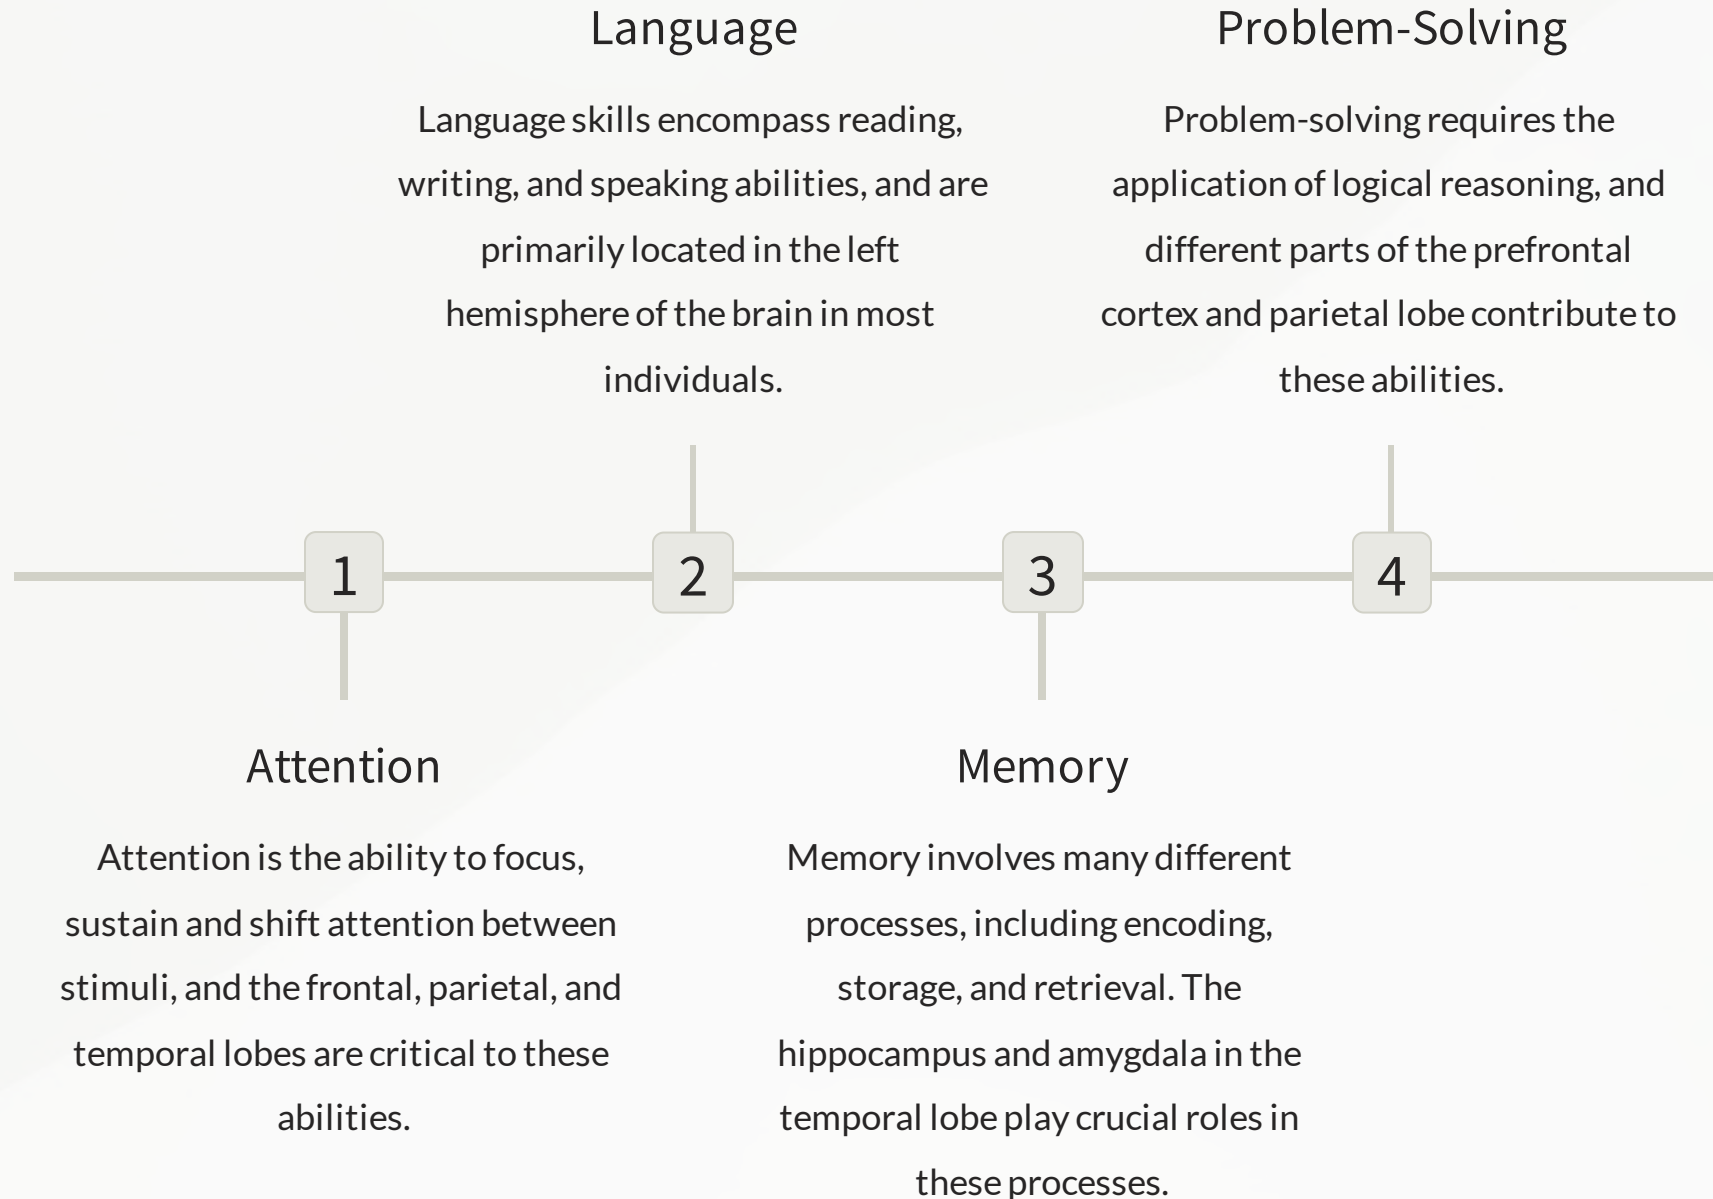 Language
Language skills encompass reading,
writing, and speaking abilities, and are
primarily located in the left
hemisphere of the brain in most
individuals.
Problem-Solving
Problem-solving requires the
application of logical reasoning, and
different parts of the prefrontal
cortex and parietal lobe contribute to
these abilities.
1
2
3
4
Attention
Attention is the ability to focus,
sustain and shift attention between
stimuli, and the frontal, parietal, and
temporal lobes are critical to these
abilities.
Memory
Memory involves many different
processes, including encoding,
storage, and retrieval. The
hippocampus and amygdala in the
temporal lobe play crucial roles in
these processes.